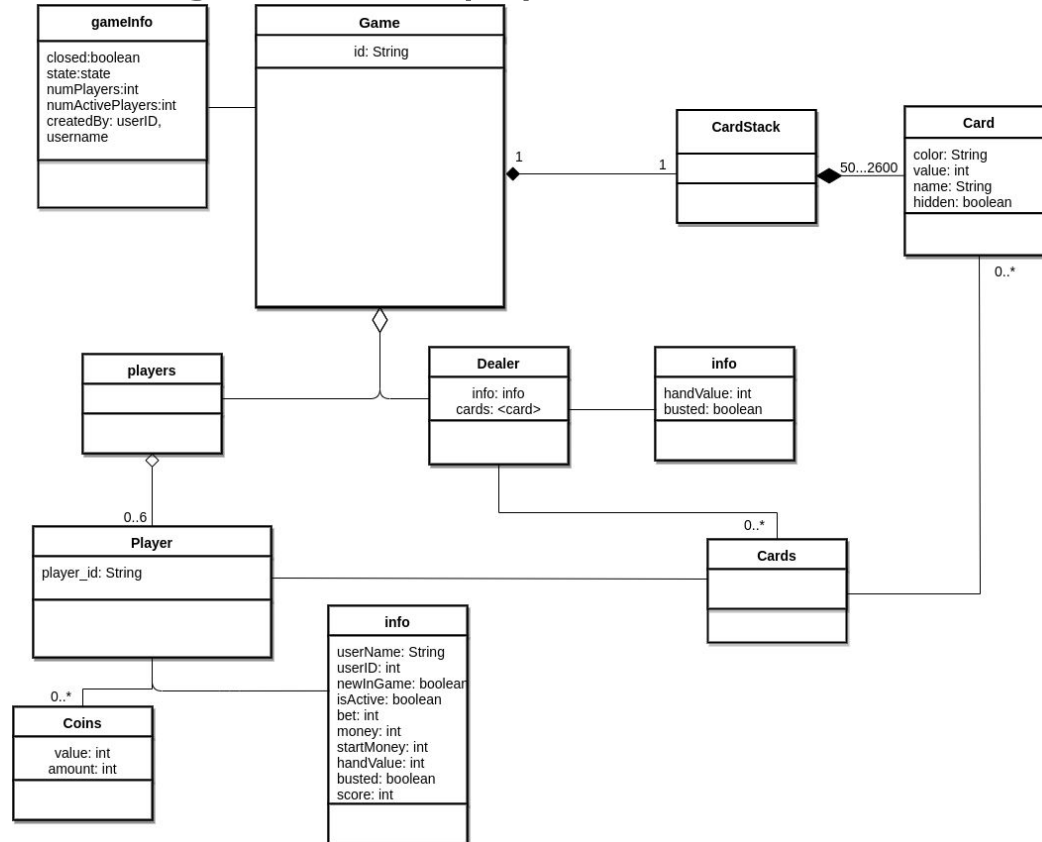 gameInfo
closed:boolean
state:state
numPlayers:int
numActivePlayers:int
createdBy: userID,
username
Game
id: String
1
1
CardStack
50...2600
Card
color: String
value: int
name: String
hidden: boolean
0..*
players
Dealer
info: info
cards: <card>
info
handValue: int
busted: boolean
0..6
Player
player_id: String
0..*
Cards
info
userName: String
userID: int
newInGame: boolean
isActive: boolean
bet: int
money: int
startMoney: int
handValue: int
busted: boolean
score: int
0..*
Coins
value: int
amount: int